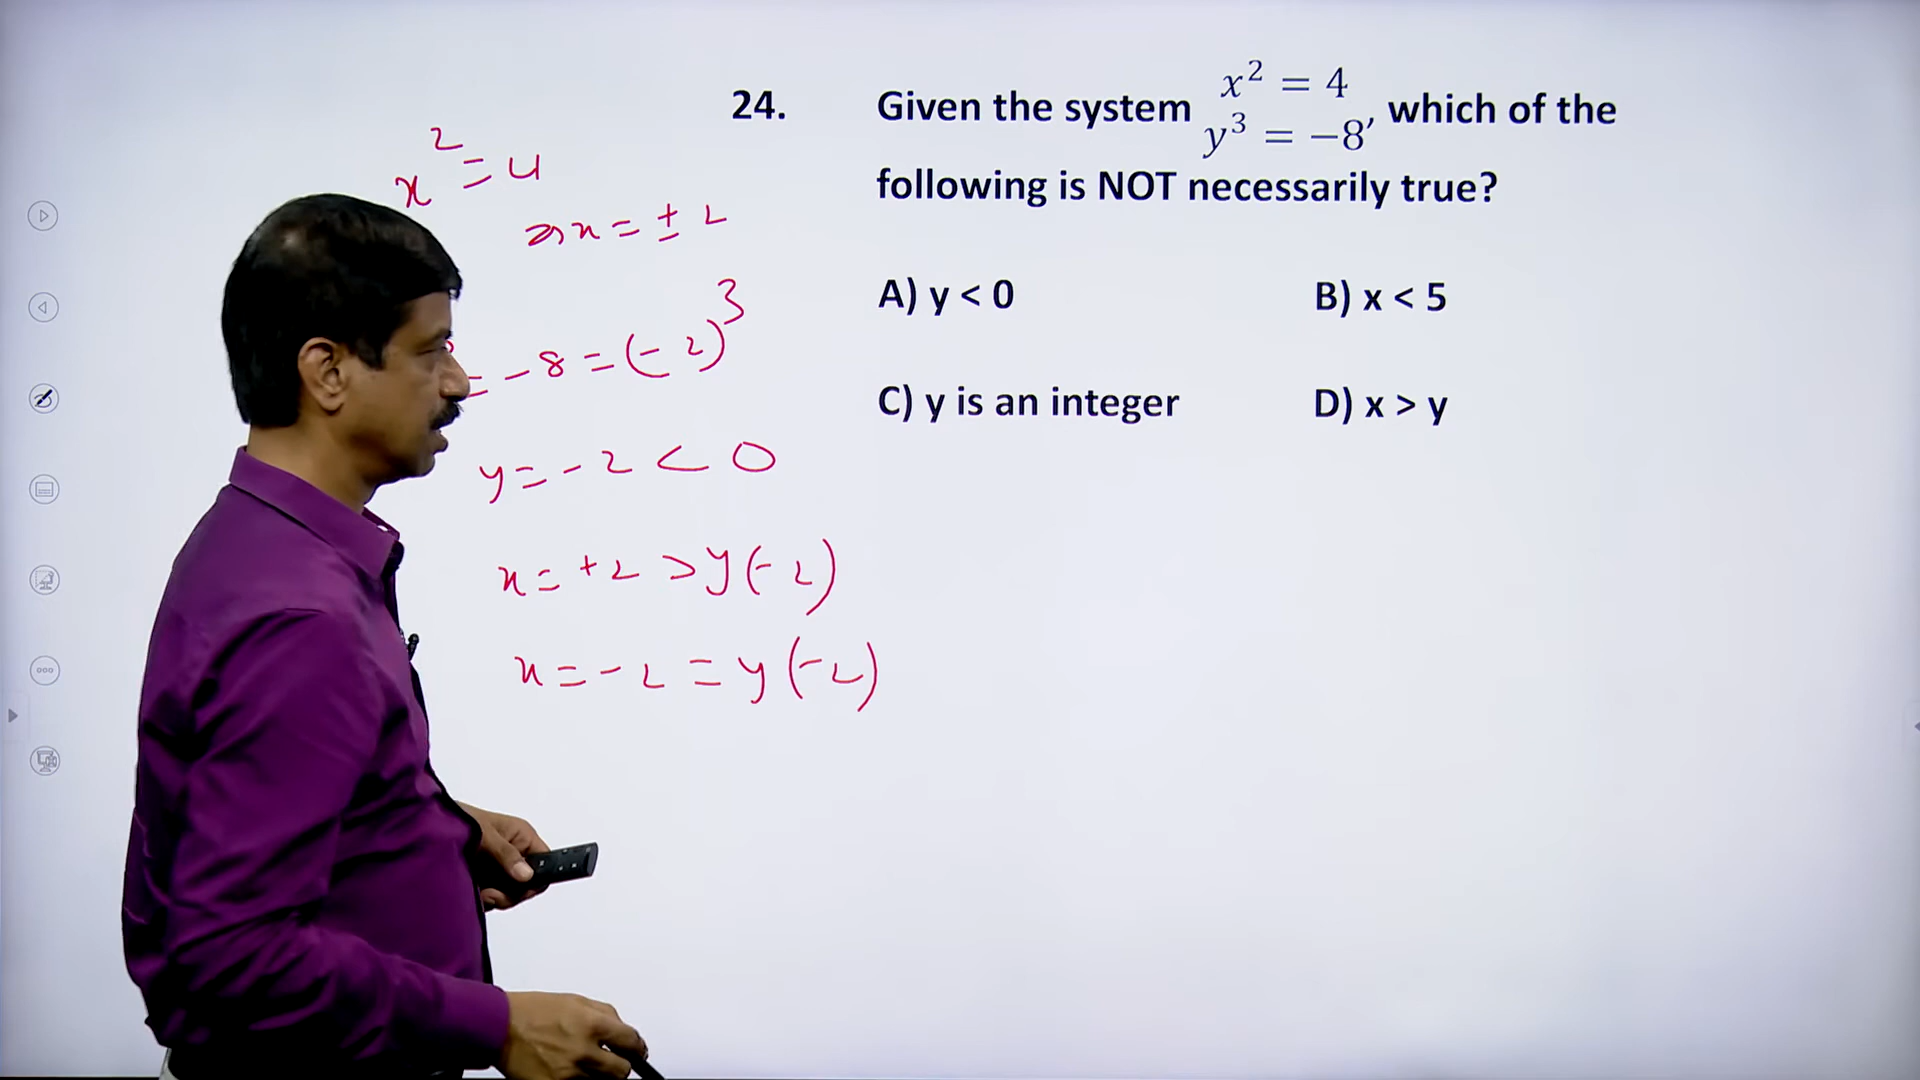 24. Given the system x² = 4
y³ = −8, which of the
following is NOT necessarily true?
A) y < 0 B) x < 5
C) y is an integer D) x > y
x² = 4
x = ± 2
= − 8 = (− 2)³
y = − 2 < 0
x = + 2 > y (− 2)
x = − 2 = y (− 2)